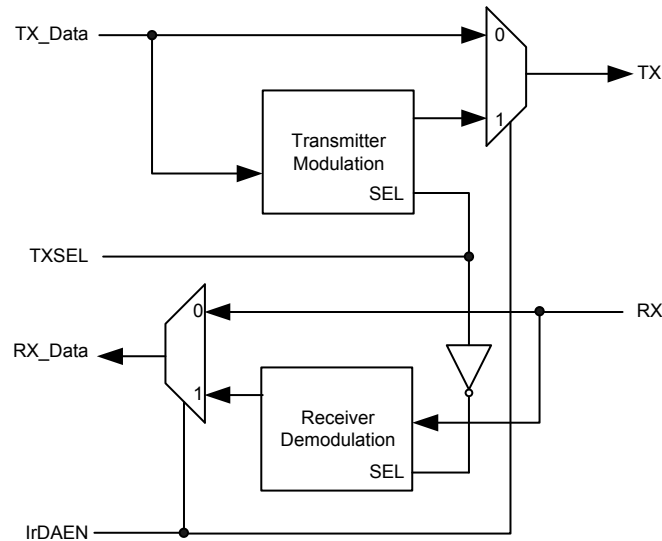 TX_Data
0
TX
1
Transmitter
Modulation
SEL
TXSEL
0
RX
RX_Data
1
Receiver
Demodulation
SEL
IrDAEN